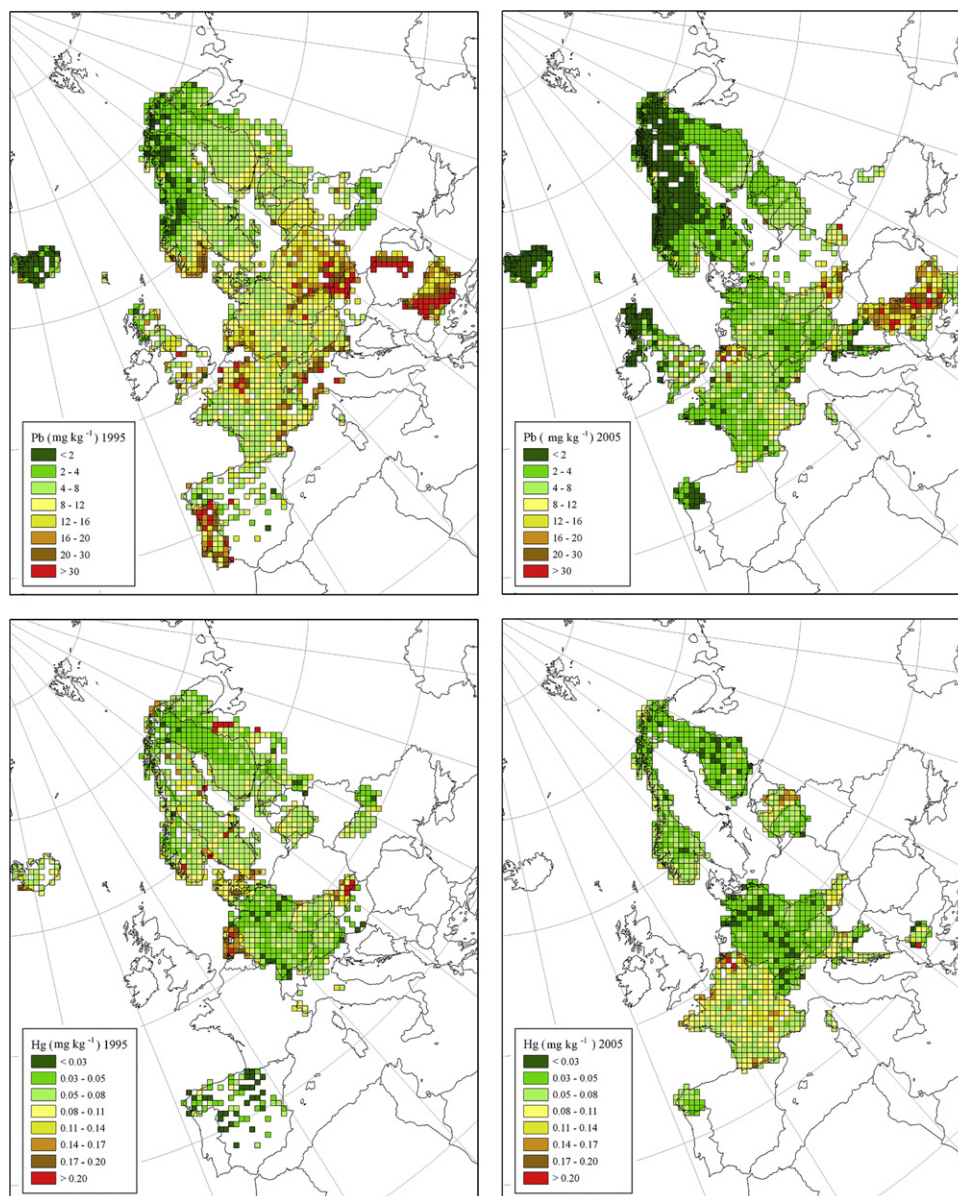 Pb (mg kg⁻¹) 1995
< 2
2 - 4
4 - 8
8 - 12
12 - 16
16 - 20
20 - 30
> 30
Pb ( mg kg⁻¹) 2005
< 2
2 - 4
4 - 8
8 - 12
12 - 16
16 - 20
20 - 30
> 30
Hg (mg kg⁻¹) 1995
< 0.03
0.03 - 0.05
0.05 - 0.08
0.08 - 0.11
0.11 - 0.14
0.14 - 0.17
0.17 - 0.20
> 0.20
Hg (mg kg⁻¹) 2005
< 0.03
0.03 - 0.05
0.05 - 0.08
0.08 - 0.11
0.11 - 0.14
0.14 - 0.17
0.17 - 0.20
> 0.20